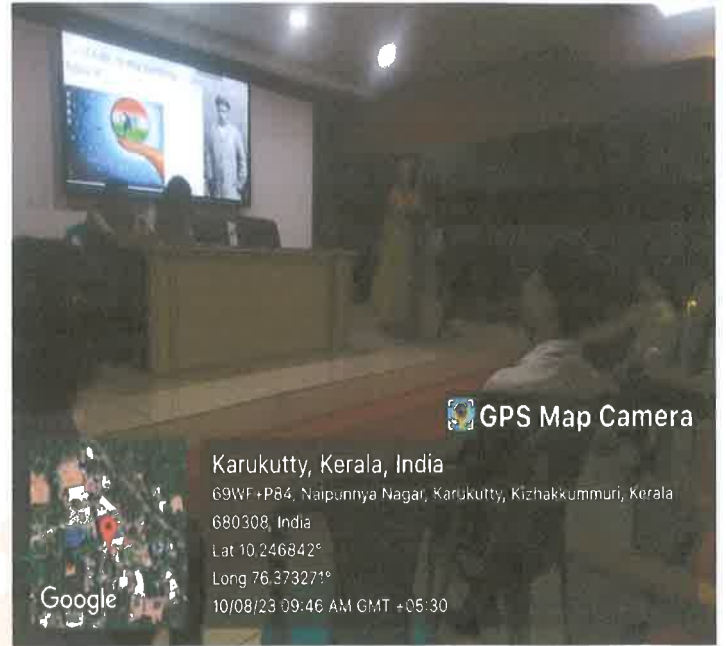 GPS Map Camera
Karukutty, Kerala, India
69WF+P84, Naipunnya Nagar, Karukutty, Kizhakkummuri, Kerala
680308, India
Lat 10.246842°
Long 76.373271°
10/08/23 09:46 AM GMT +05:30
Google